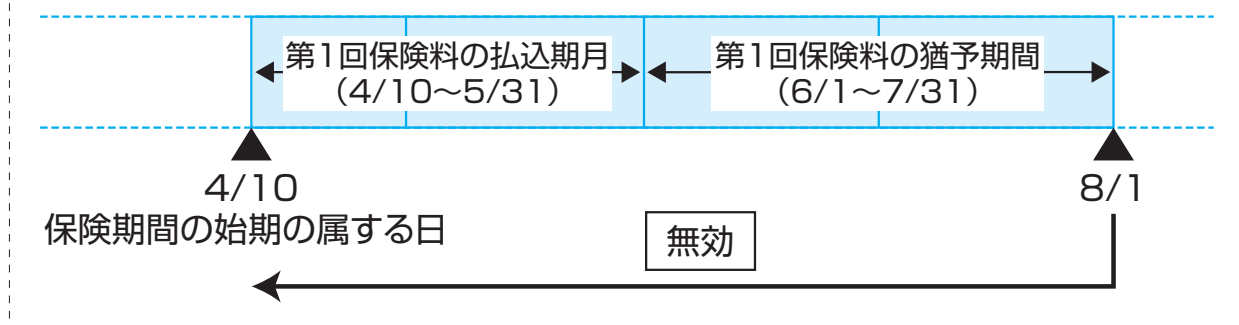 第1回保険料の払込期月
(4/10〜5/31)
第1回保険料の猶予期間
(6/1〜7/31)
4/10
8/1
保険期間の始期の属する日
無効